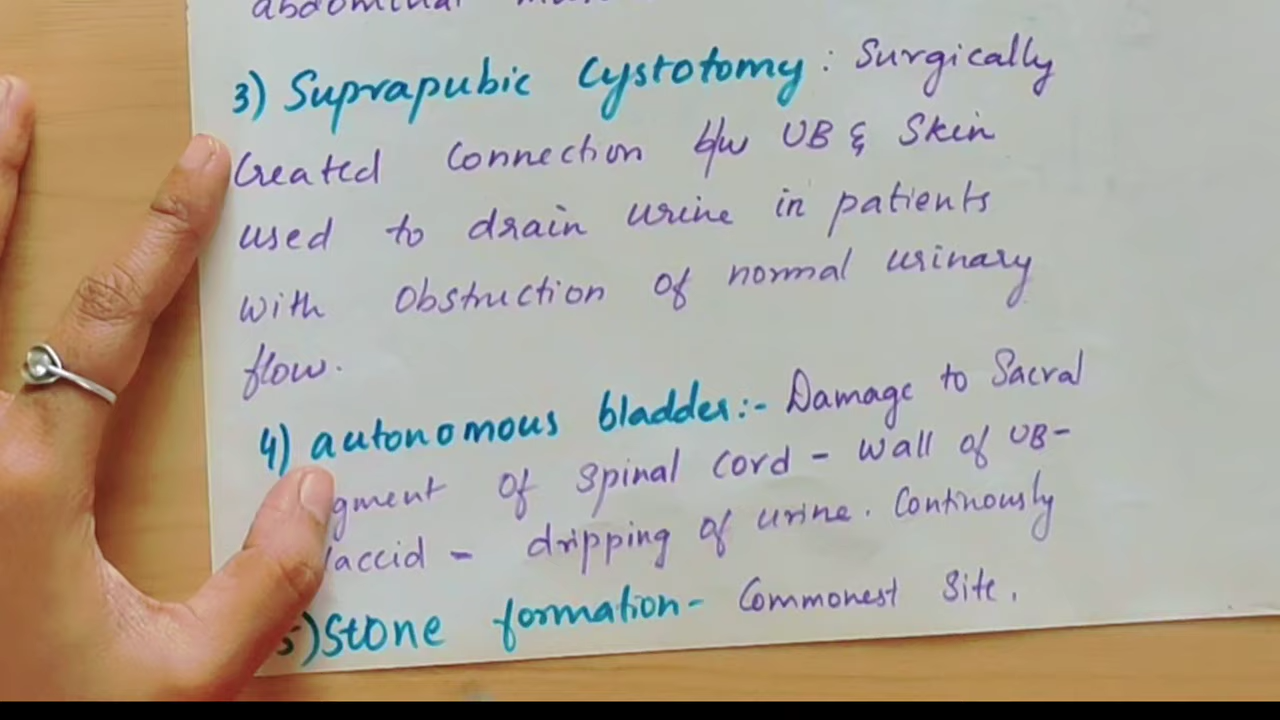 abdominal
3) Suprapubic Cystotomy : Surgically
Created Connection b/w UB & Skin
used to drain urine in patients
with obstruction of normal urinary
flow.
4) autonomous bladder:- Damage to Sacral
gment of spinal cord - wall of UB-
laccid - dripping of urine. Continously
5) Stone formation- Commonest Site.